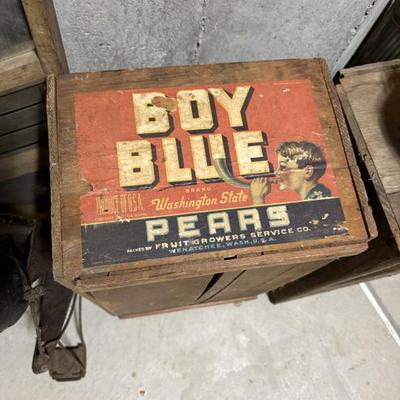 BOY
BLUE
BRAND
Washington State
PEARS
PACKED BY FRUIT GROWERS SERVICE CO.
WENATCHEE, WASH., U.S.A.